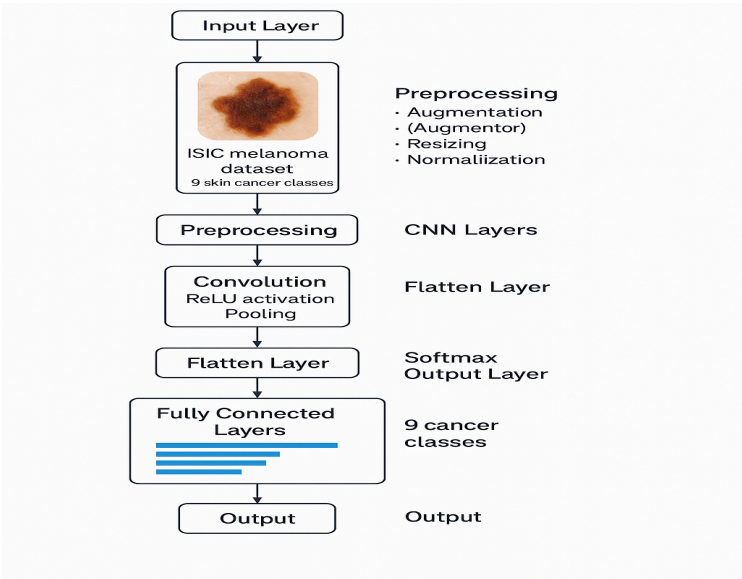 Input Layer
ISIC melanoma
dataset
9 skin cancer classes
Preprocessing
· Augmentation
· (Augmentor)
· Resizing
· Normaliization
Preprocessing
CNN Layers
Convolution
ReLU activation
Pooling
Flatten Layer
Flatten Layer
Softmax
Output Layer
Fully Connected
Layers
9 cancer
classes
Output
Output